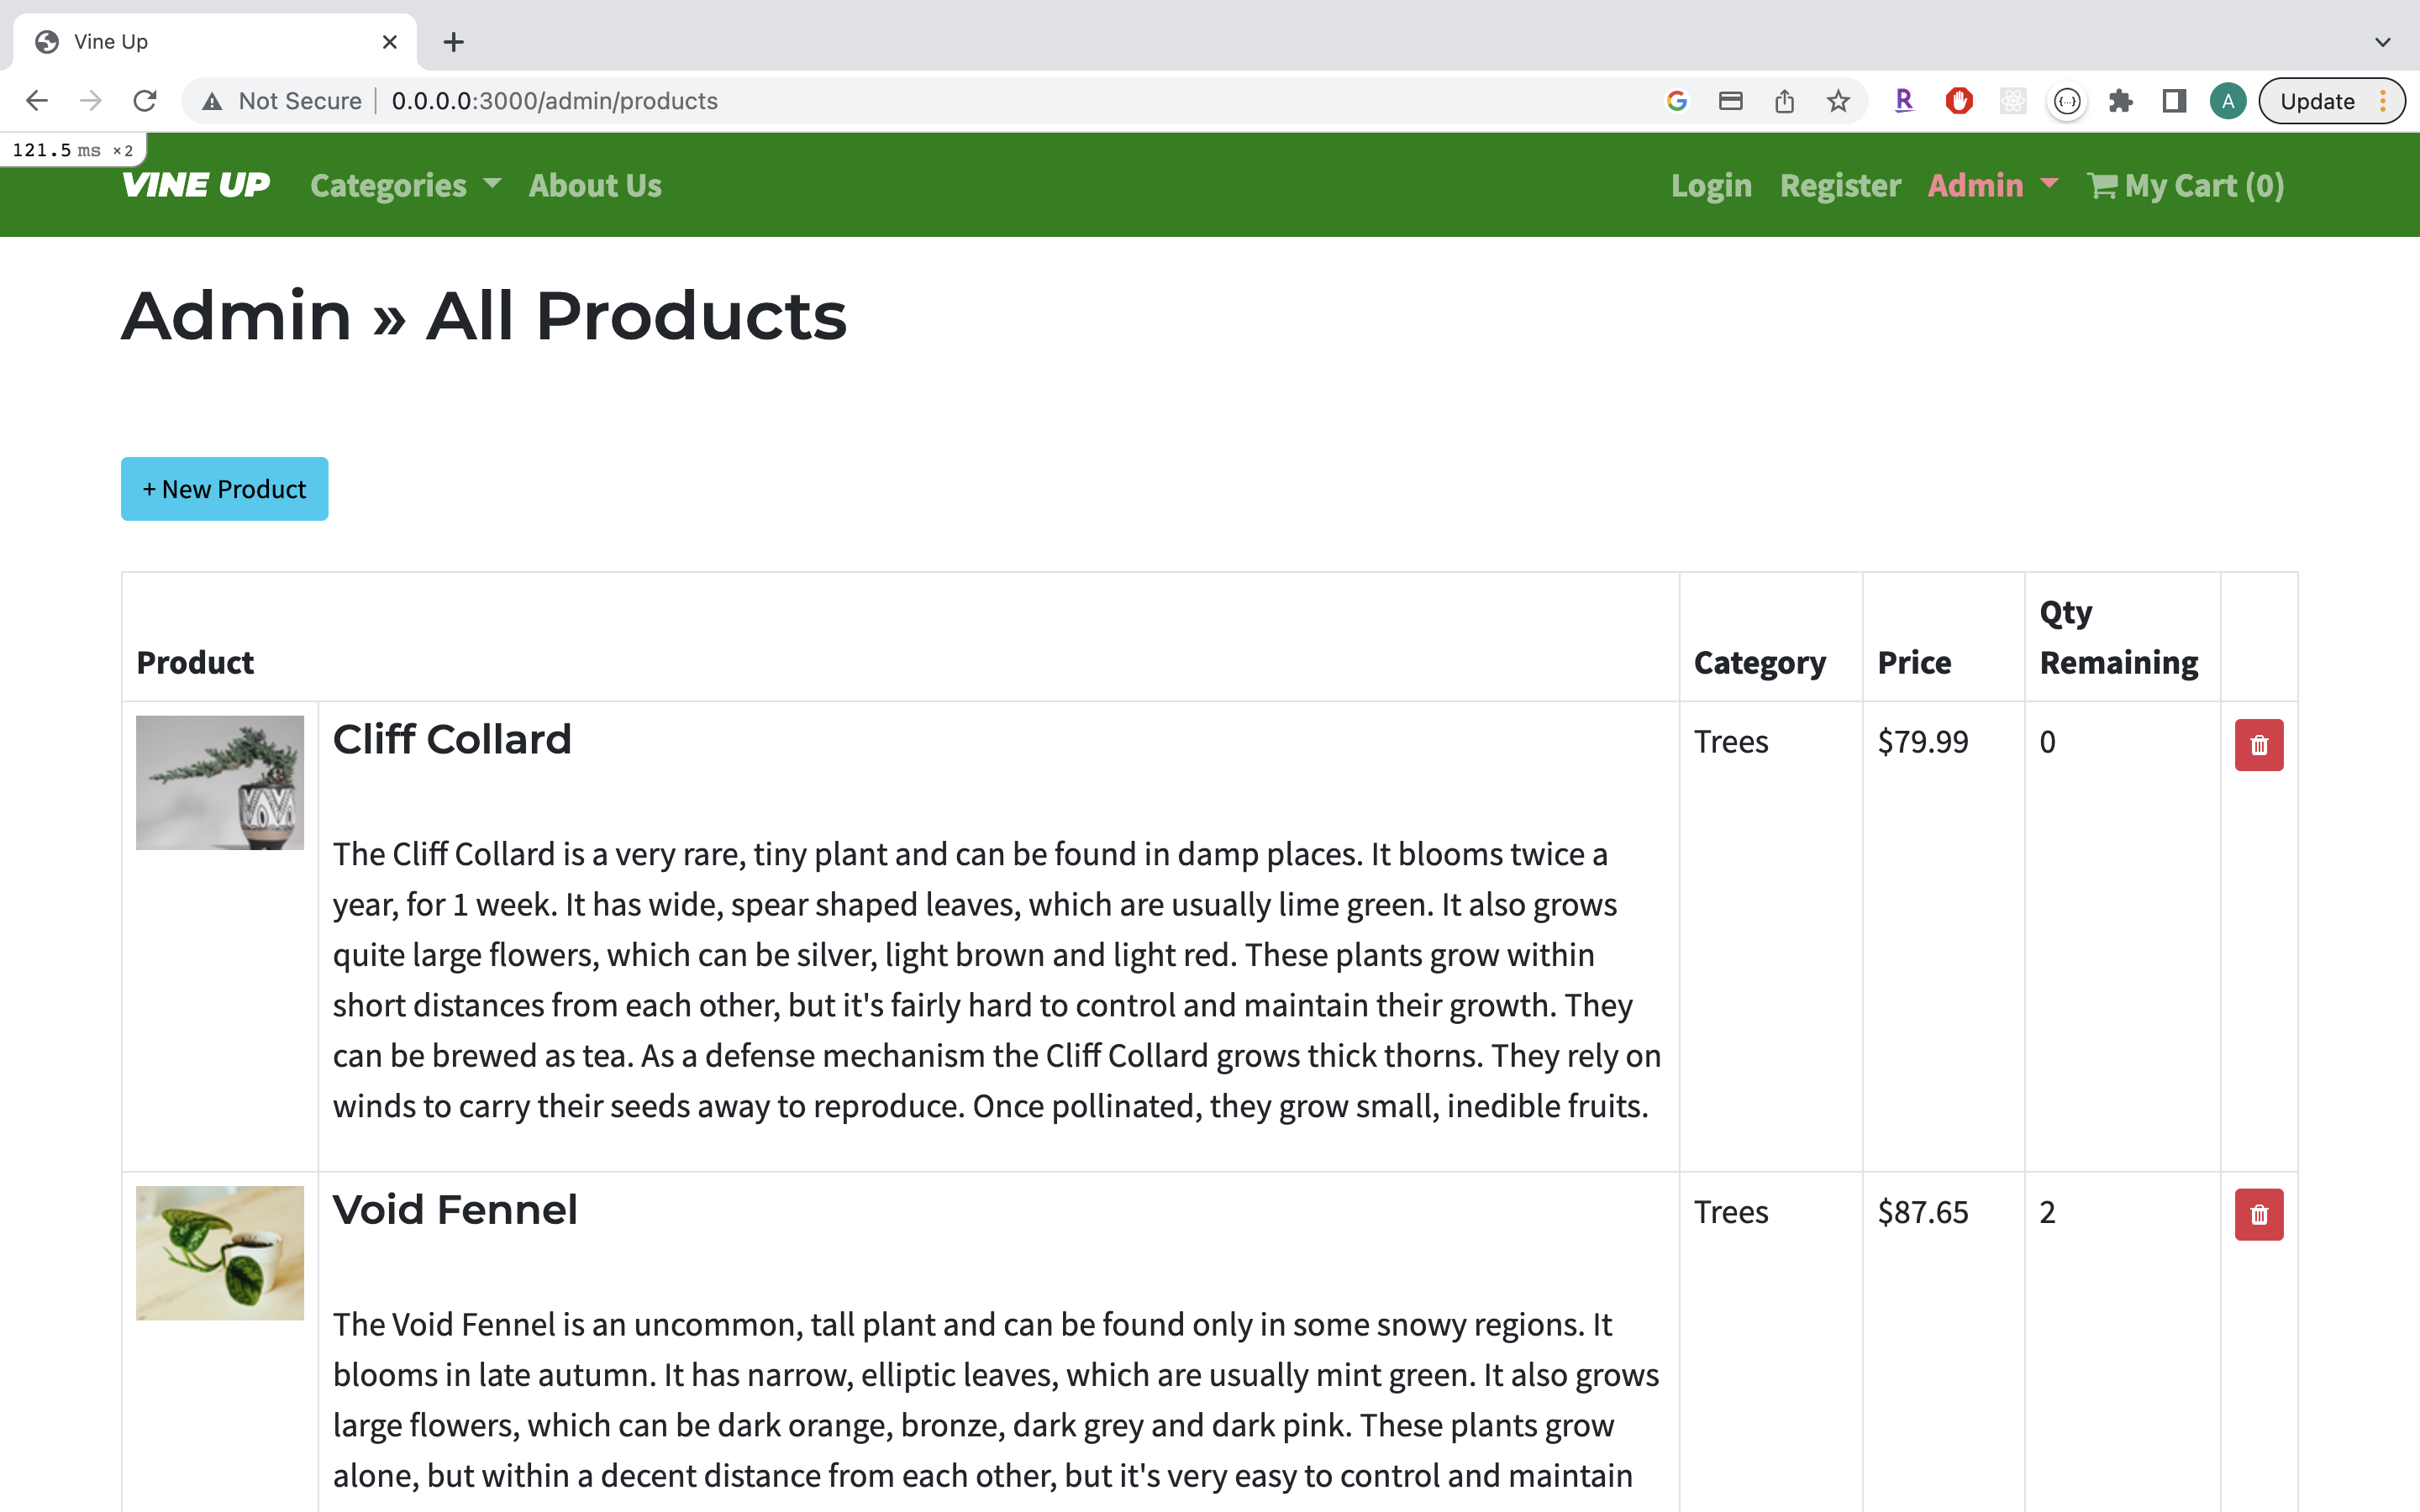 Vine Up
Not Secure 0.0.0.0:3000/admin/products
R
A
Update
121.5 ms ×2
VINE UP Categories About Us Login Register Admin My Cart (0)
Admin » All Products
+ New Product
Product Category Price Qty Remaining
Cliff Collard Trees $79.99 0
The Cliff Collard is a very rare, tiny plant and can be found in damp places. It blooms twice a
year, for 1 week. It has wide, spear shaped leaves, which are usually lime green. It also grows
quite large flowers, which can be silver, light brown and light red. These plants grow within
short distances from each other, but it's fairly hard to control and maintain their growth. They
can be brewed as tea. As a defense mechanism the Cliff Collard grows thick thorns. They rely on
winds to carry their seeds away to reproduce. Once pollinated, they grow small, inedible fruits.
Void Fennel Trees $87.65 2
The Void Fennel is an uncommon, tall plant and can be found only in some snowy regions. It
blooms in late autumn. It has narrow, elliptic leaves, which are usually mint green. It also grows
large flowers, which can be dark orange, bronze, dark grey and dark pink. These plants grow
alone, but within a decent distance from each other, but it's very easy to control and maintain